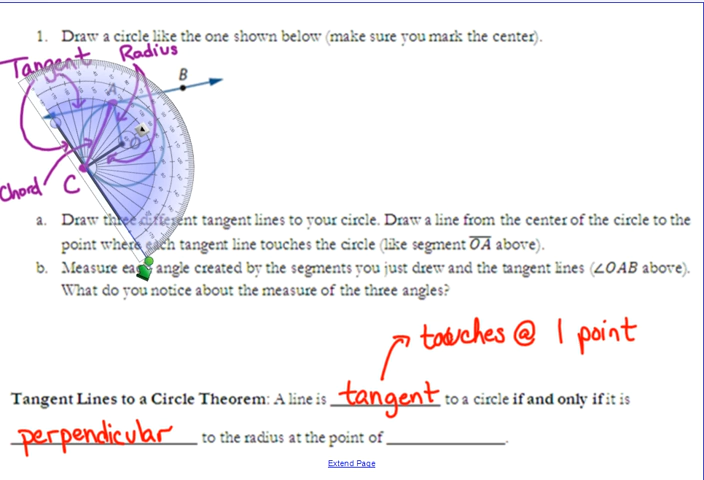 1. Draw a circle like the one shown below (make sure you mark the center).
Tangent
Radius
B
A
O
Chord
C
a. Draw three different tangent lines to your circle. Draw a line from the center of the circle to the
point where each tangent line touches the circle (like segment OA above).
b. Measure each angle created by the segments you just drew and the tangent lines (∠OAB above).
What do you notice about the measure of the three angles?
touches @ 1 point
Tangent Lines to a Circle Theorem: A line is tangent to a circle if and only if it is
perpendicular to the radius at the point of ____________.
Extend Page